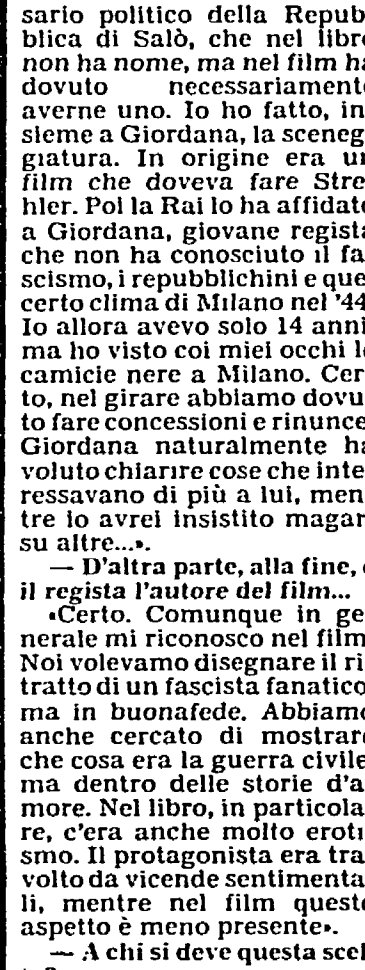 sario politico della Repub
blica di Salò, che nel libro
non ha nome, ma nel film ha
dovuto necessariamente
averne uno. Io ho fatto, in
sieme a Giordana, la sceneg
giatura. In origine era un
film che doveva fare Stre
hler. Poi la Rai lo ha affidato
a Giordana, giovane regista
che non ha conosciuto il fa
scismo, i repubblichini e quel
certo clima di Milano nel '44.
Io allora avevo solo 14 anni
ma ho visto coi miei occhi le
camicie nere a Milano. Cer
to, nel girare abbiamo dovu
to fare concessioni e rinunce.
Giordana naturalmente ha
voluto chiarire cose che inte
ressavano di più a lui, men
tre io avrei insistito magari
su altre...».
— D'altra parte, alla fine, è
il regista l'autore del film...
«Certo. Comunque in ge
nerale mi riconosco nel film.
Noi volevamo disegnare il ri
tratto di un fascista fanatico,
ma in buonafede. Abbiamo
anche cercato di mostrare
che cosa era la guerra civile,
ma dentro delle storie d'a
more. Nel libro, in particola
re, c'era anche molto eroti
smo. Il protagonista era tra
volto da vicende sentimenta
li, mentre nel film questo
aspetto è meno presente».
— A chi si deve questa scel